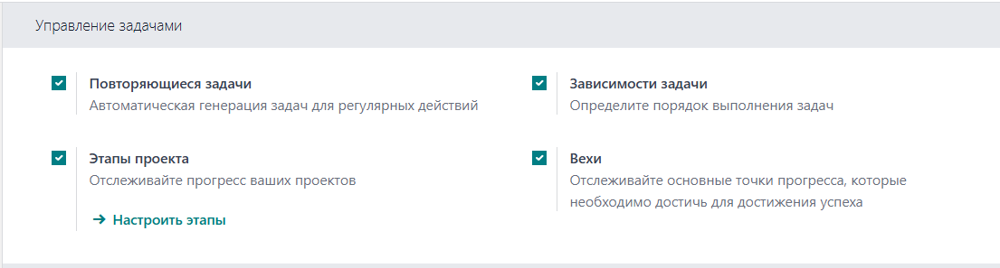 Управление задачами
Повторяющиеся задачи
Автоматическая генерация задач для регулярных действий
Зависимости задачи
Определите порядок выполнения задач
Этапы проекта
Отслеживайте прогресс ваших проектов
→ Настроить этапы
Вехи
Отслеживайте основные точки прогресса, которые
необходимо достичь для достижения успеха